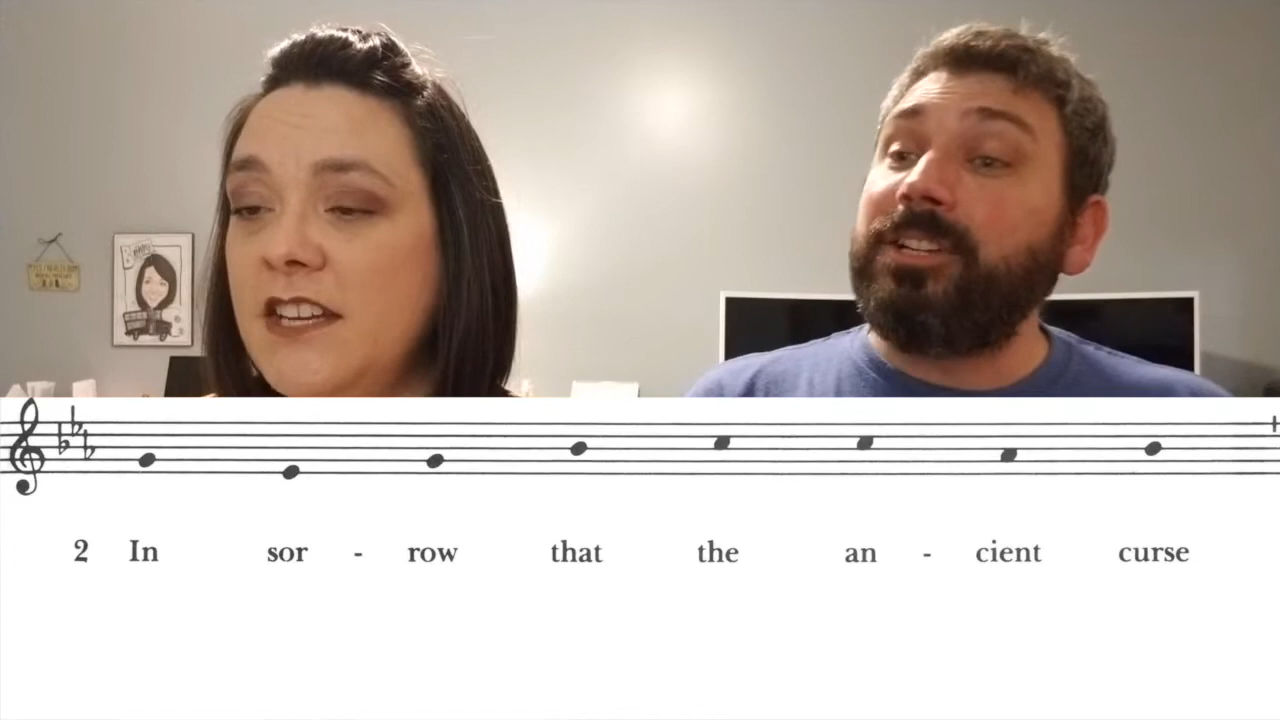 2 In sor - row that the an - cient curse